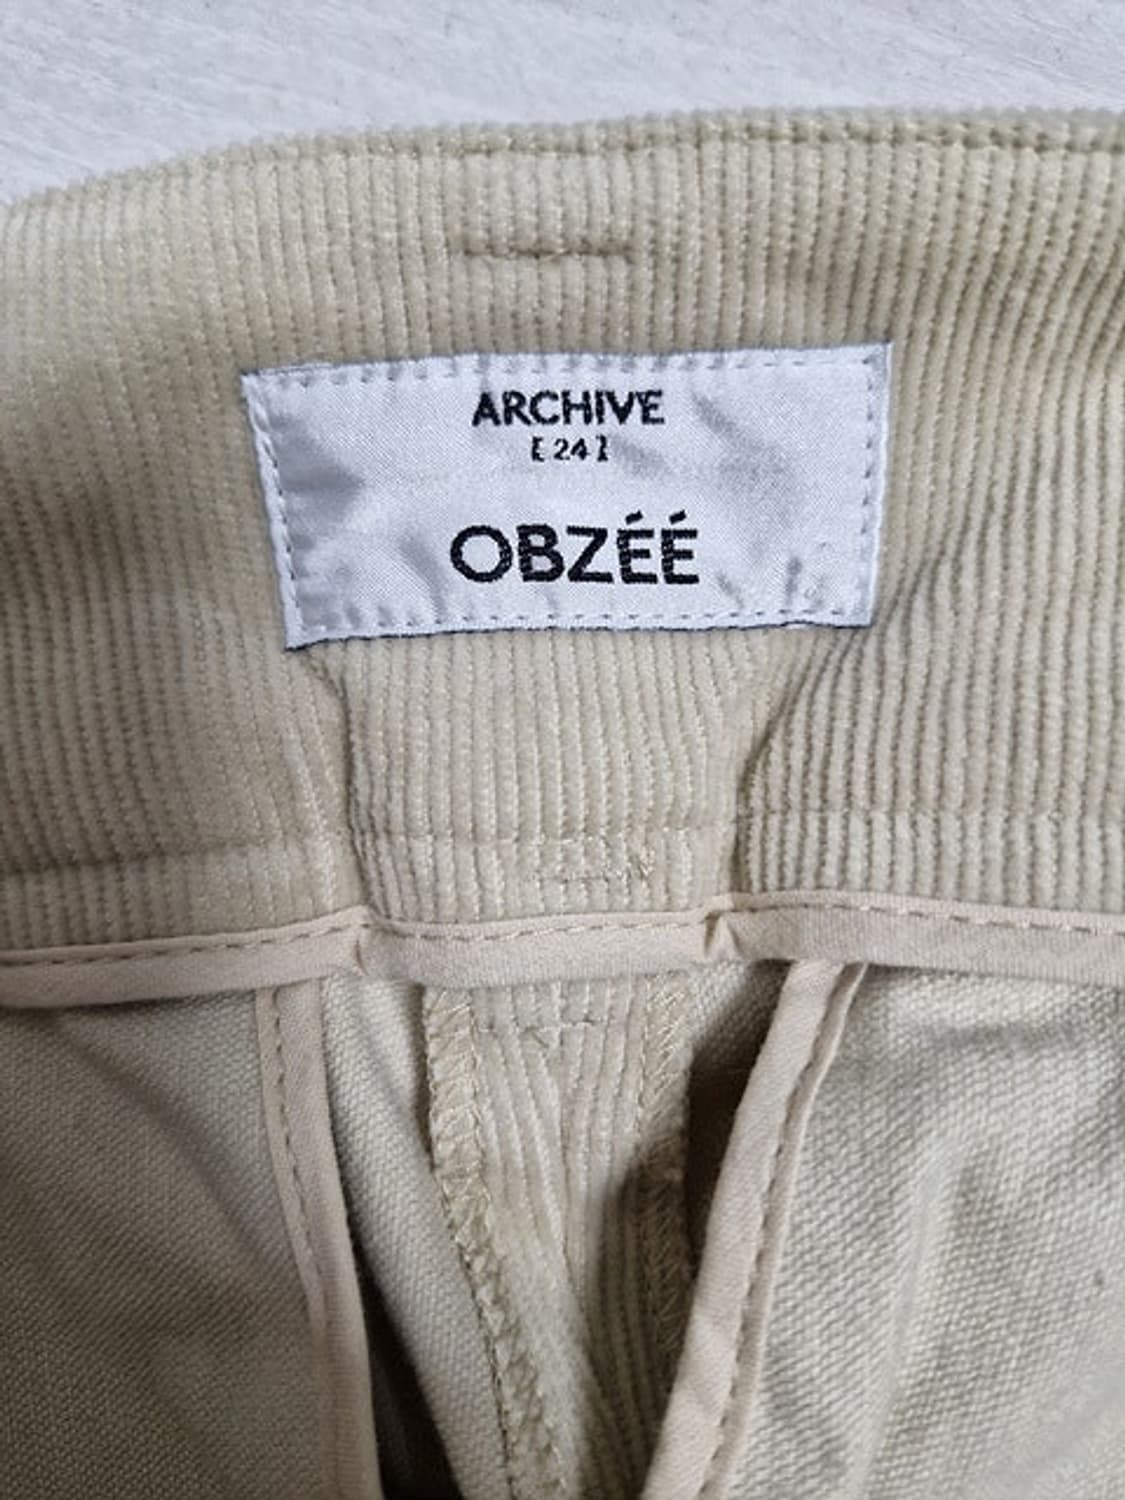 ARCHIVE
[ 24 ]
OBZÉÉ